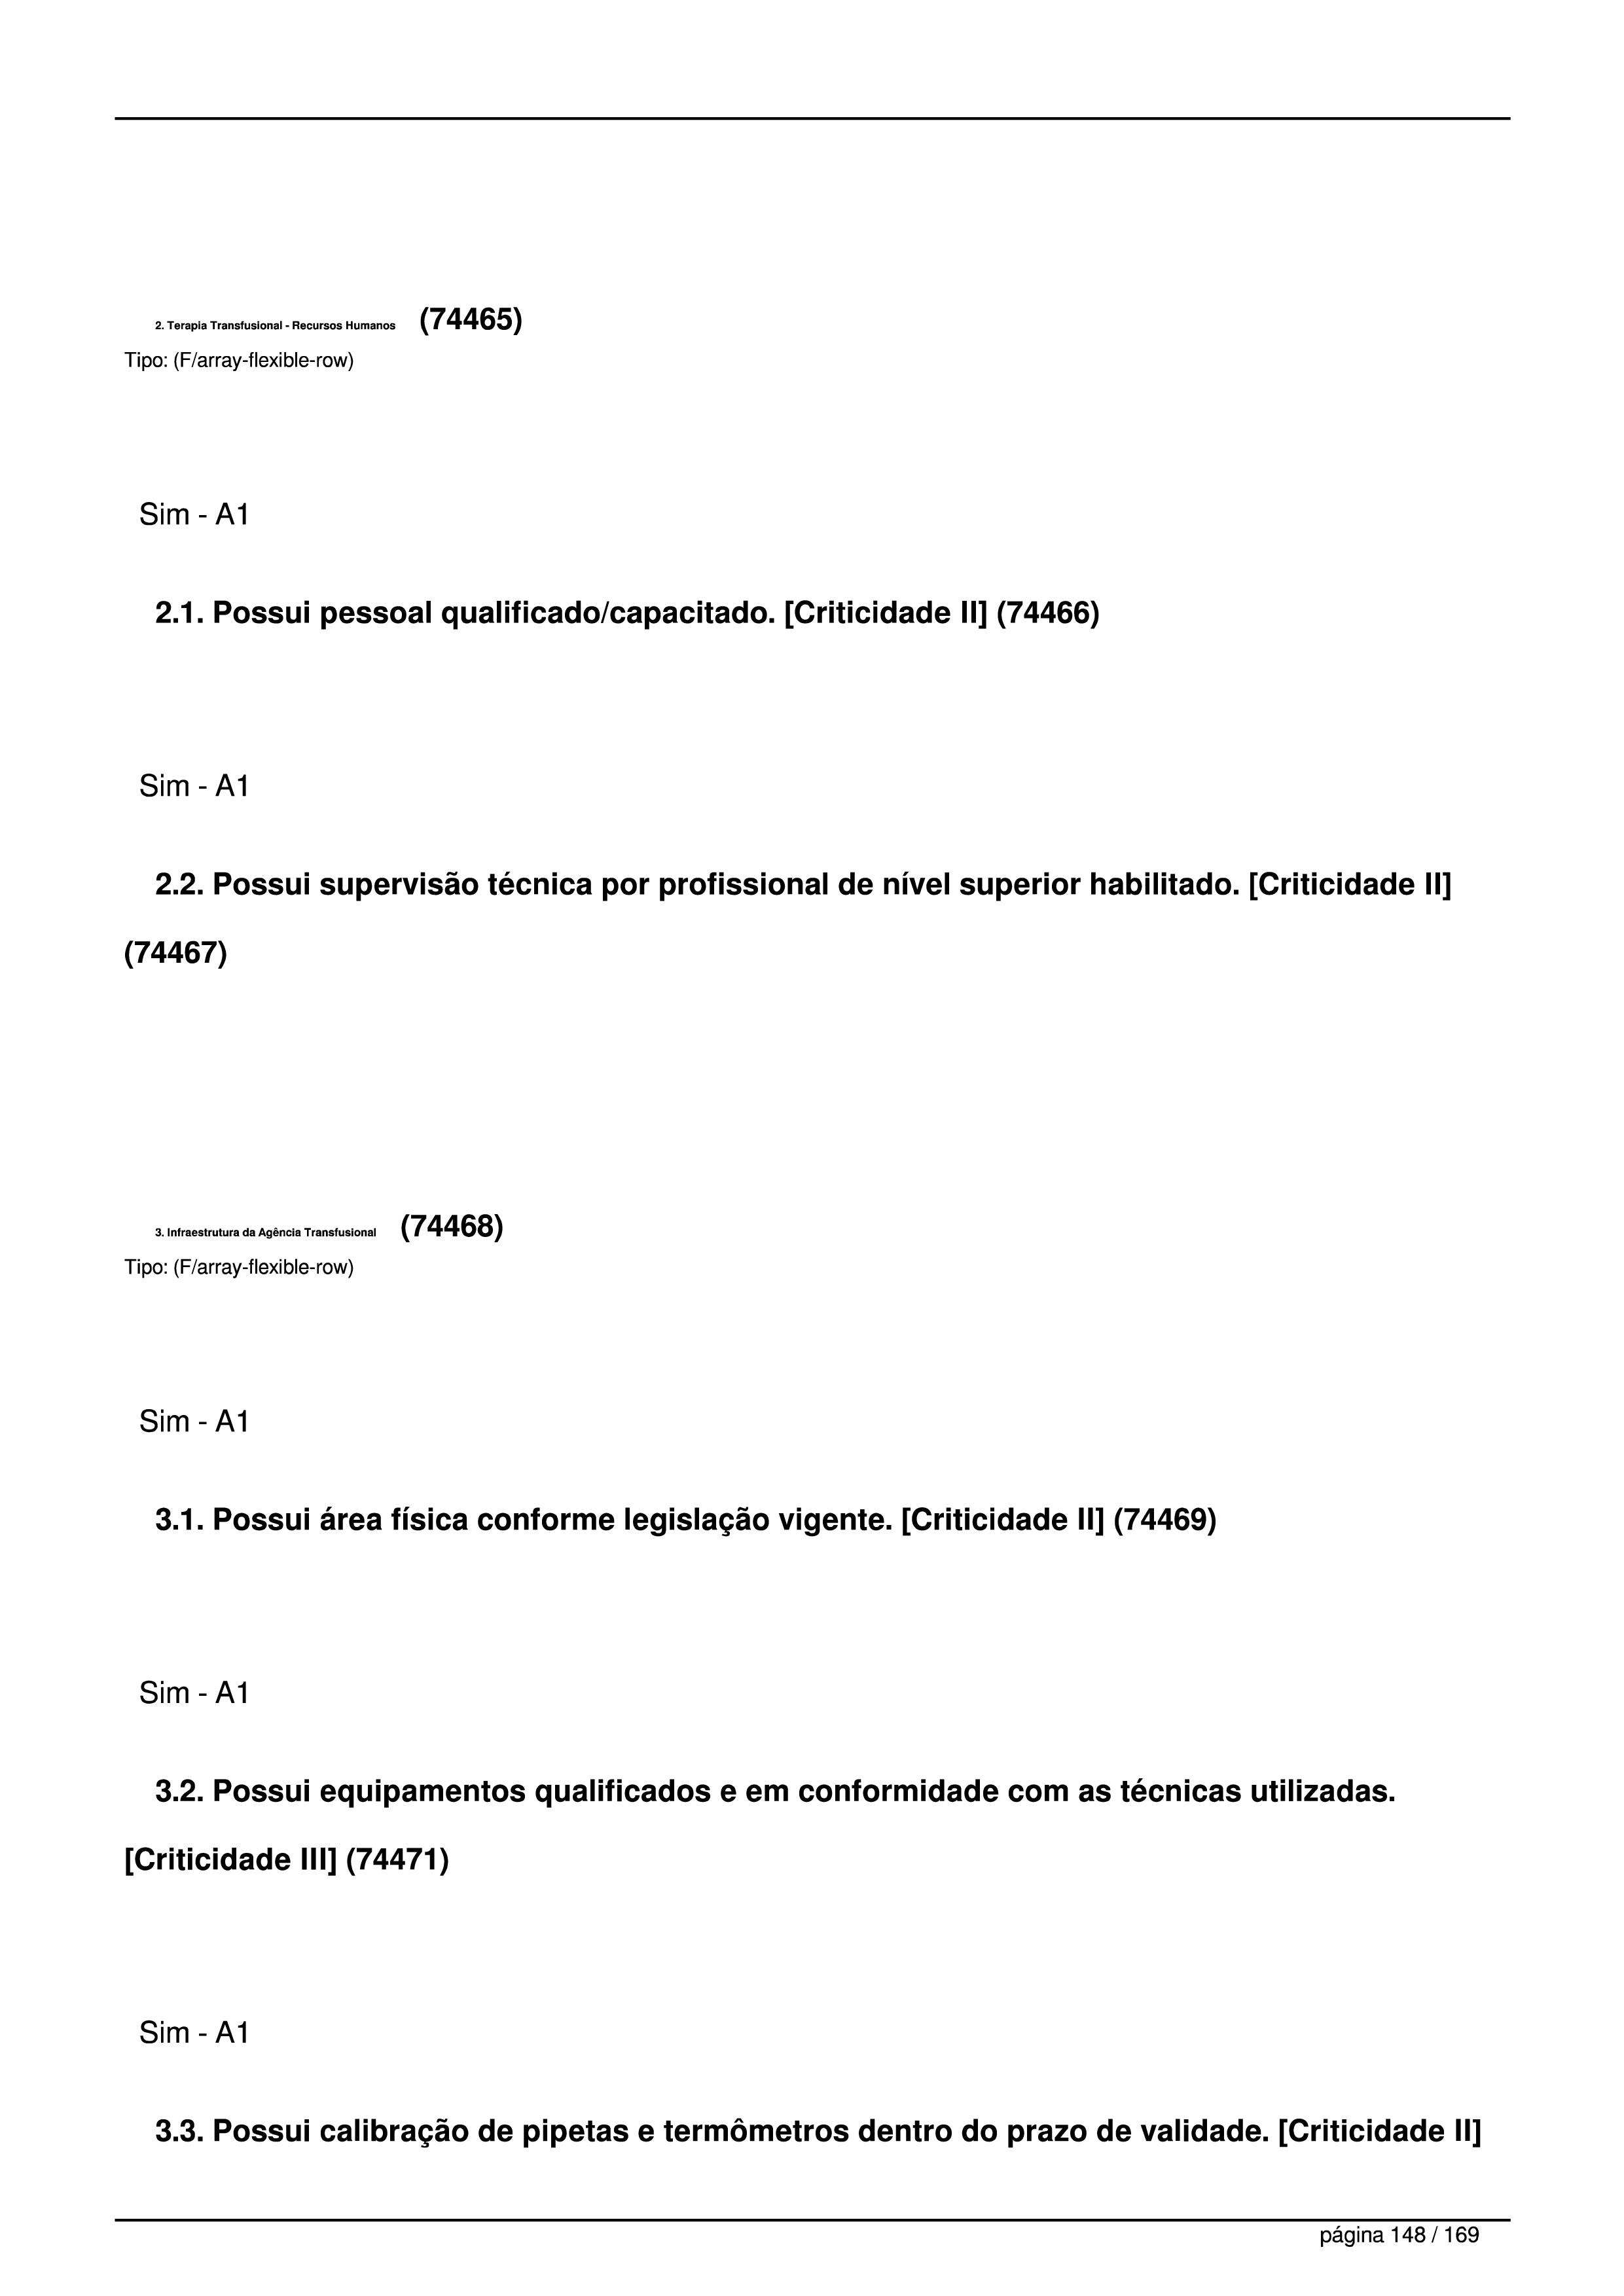 2. Terapia Transfusional - Recursos Humanos (74465)
Tipo: (F/array-flexible-row)
Sim - A1
2.1. Possui pessoal qualificado/capacitado. [Criticidade II] (74466)
Sim - A1
2.2. Possui supervisão técnica por profissional de nível superior habilitado. [Criticidade II]
(74467)
3. Infraestrutura da Agência Transfusional (74468)
Tipo: (F/array-flexible-row)
Sim - A1
3.1. Possui área física conforme legislação vigente. [Criticidade II] (74469)
Sim - A1
3.2. Possui equipamentos qualificados e em conformidade com as técnicas utilizadas.
[Criticidade III] (74471)
Sim - A1
3.3. Possui calibração de pipetas e termômetros dentro do prazo de validade. [Criticidade II]
página 148 / 169